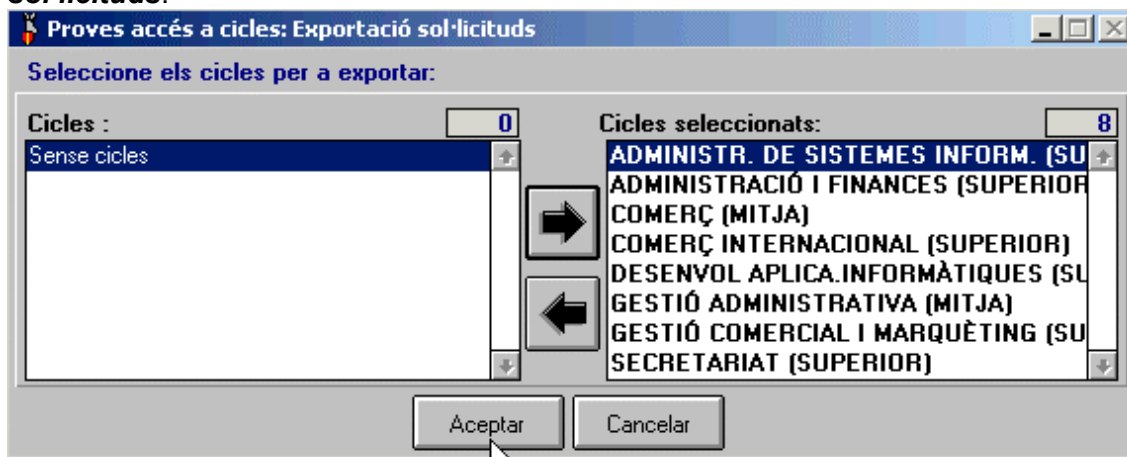 sol·licituds.
Proves accés a cicles: Exportació sol·licituds
Seleccione els cicles per a exportar:
Cicles : 0
Sense cicles
Cicles seleccionats: 8
ADMINISTR. DE SISTEMES INFORM. (SU
ADMINISTRACIÓ I FINANCES (SUPERIOR
COMERÇ (MITJA)
COMERÇ INTERNACIONAL (SUPERIOR)
DESENVOL APLICA.INFORMÀTIQUES (SU
GESTIÓ ADMINISTRATIVA (MITJA)
GESTIÓ COMERCIAL I MARQUÈTING (SU
SECRETARIAT (SUPERIOR)
Aceptar Cancelar